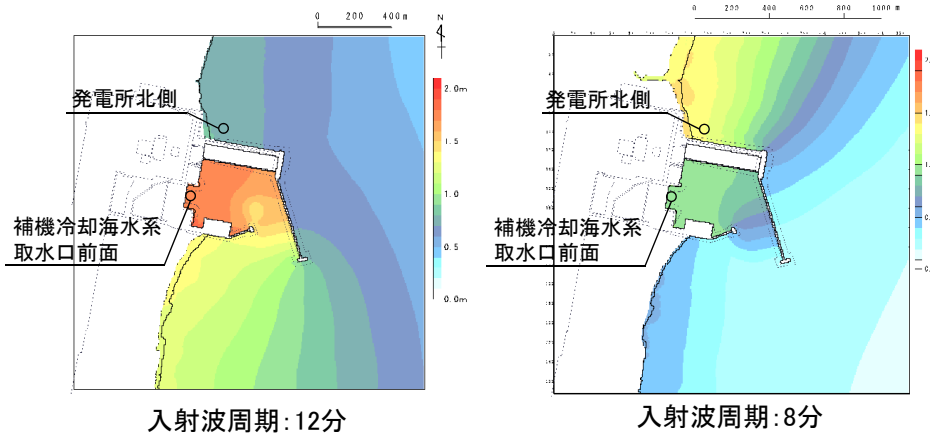 0 200 400m
N
発電所北側
補機冷却海水系
取水口前面
2.0m
1.5
1.0
0.5
0.0m
入射波周期:12分
0 200 400 600 800 1000 m
発電所北側
補機冷却海水系
取水口前面
入射波周期:8分